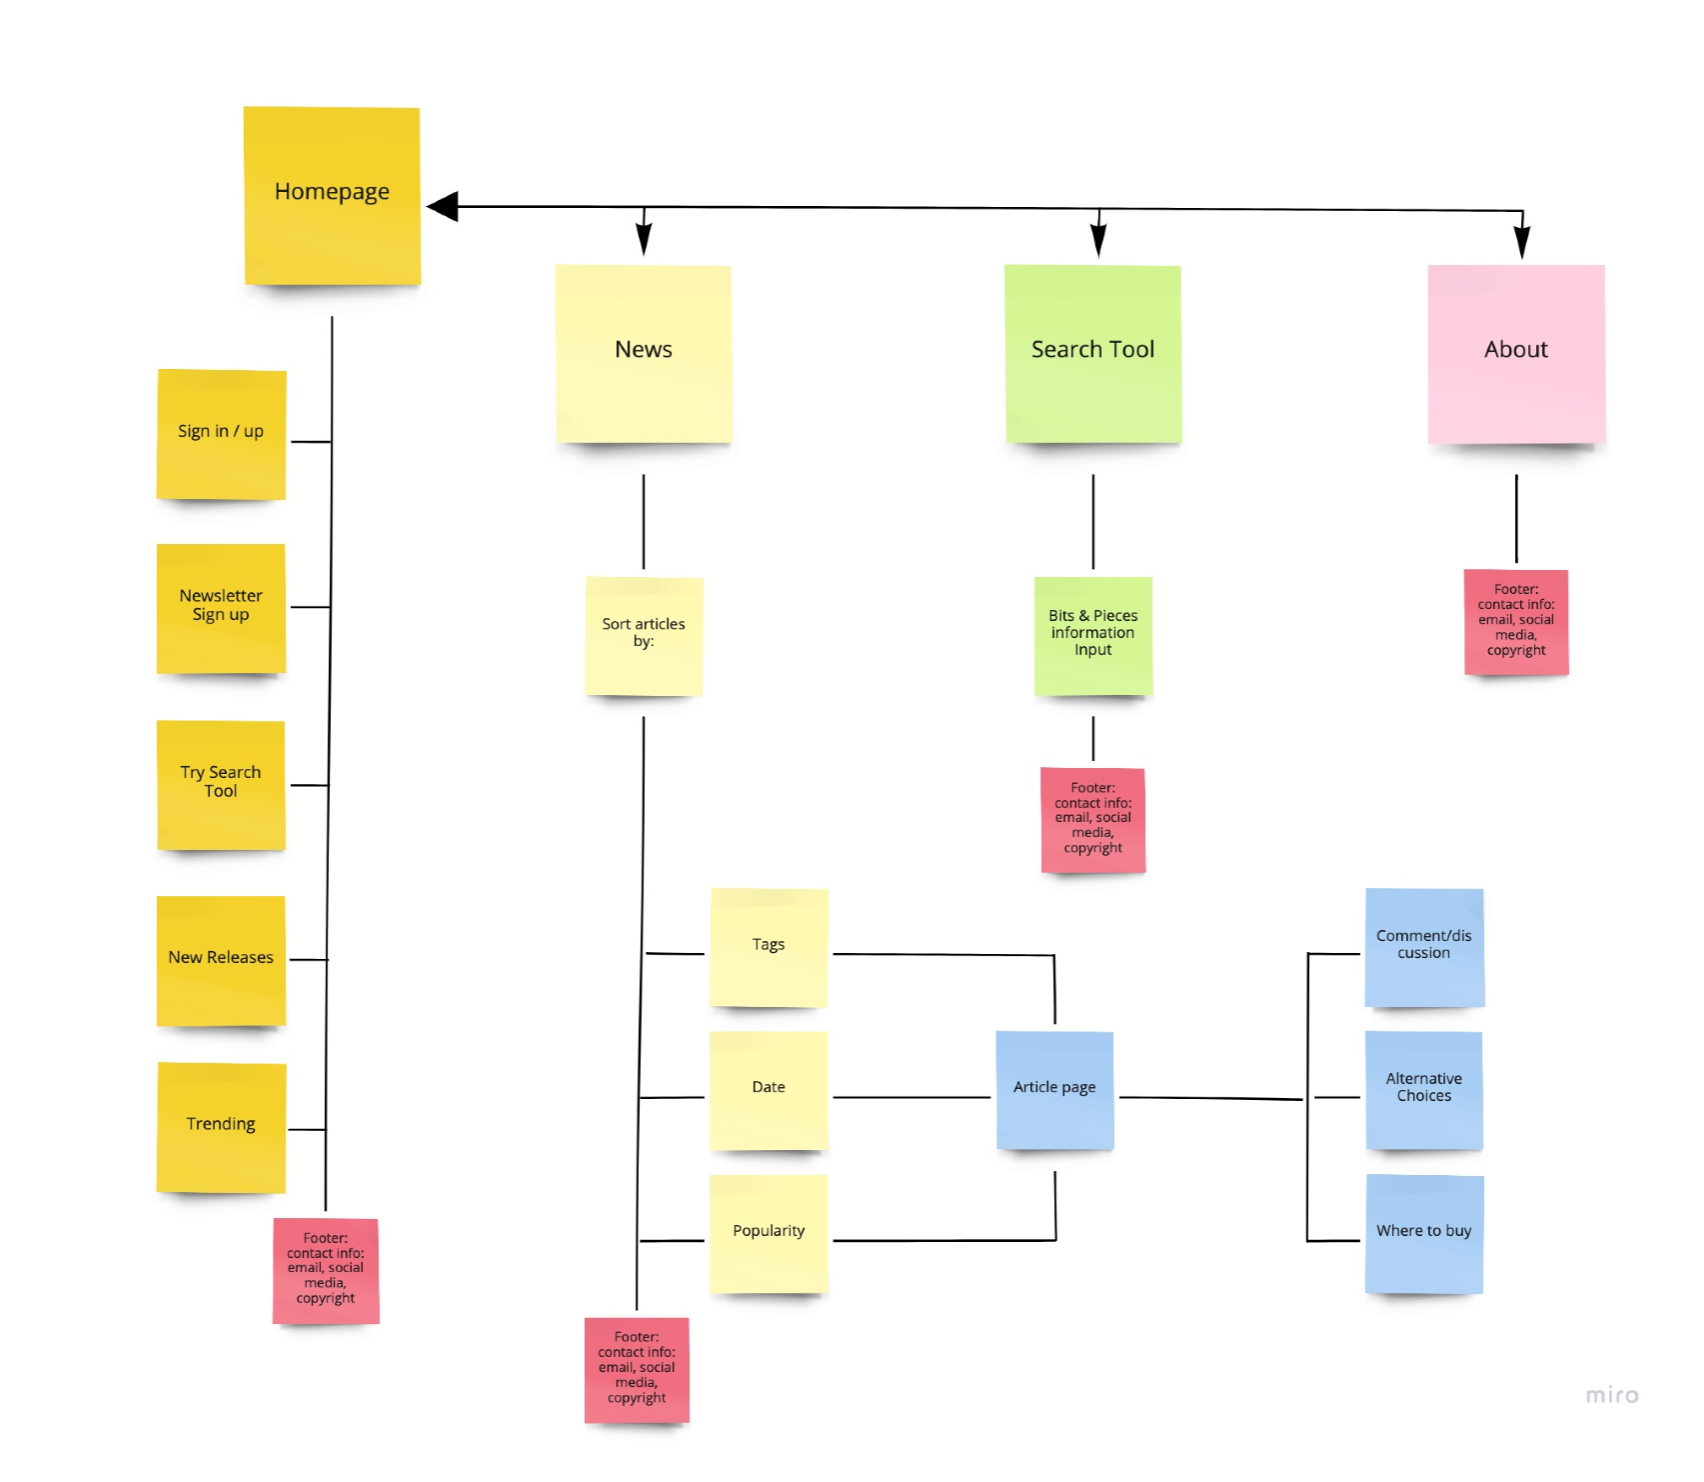 Homepage
News
Search Tool
About
Sign in / up
Newsletter
Sign up
Try Search
Tool
New Releases
Trending
Footer:
contact info:
email, social
media,
copyright
Sort articles
by:
Tags
Date
Popularity
Footer:
contact info:
email, social
media,
copyright
Article page
Comment/dis
cussion
Alternative
Choices
Where to buy
Bits & Pieces
information
Input
Footer:
contact info:
email, social
media,
copyright
Footer:
contact info:
email, social
media,
copyright
miro